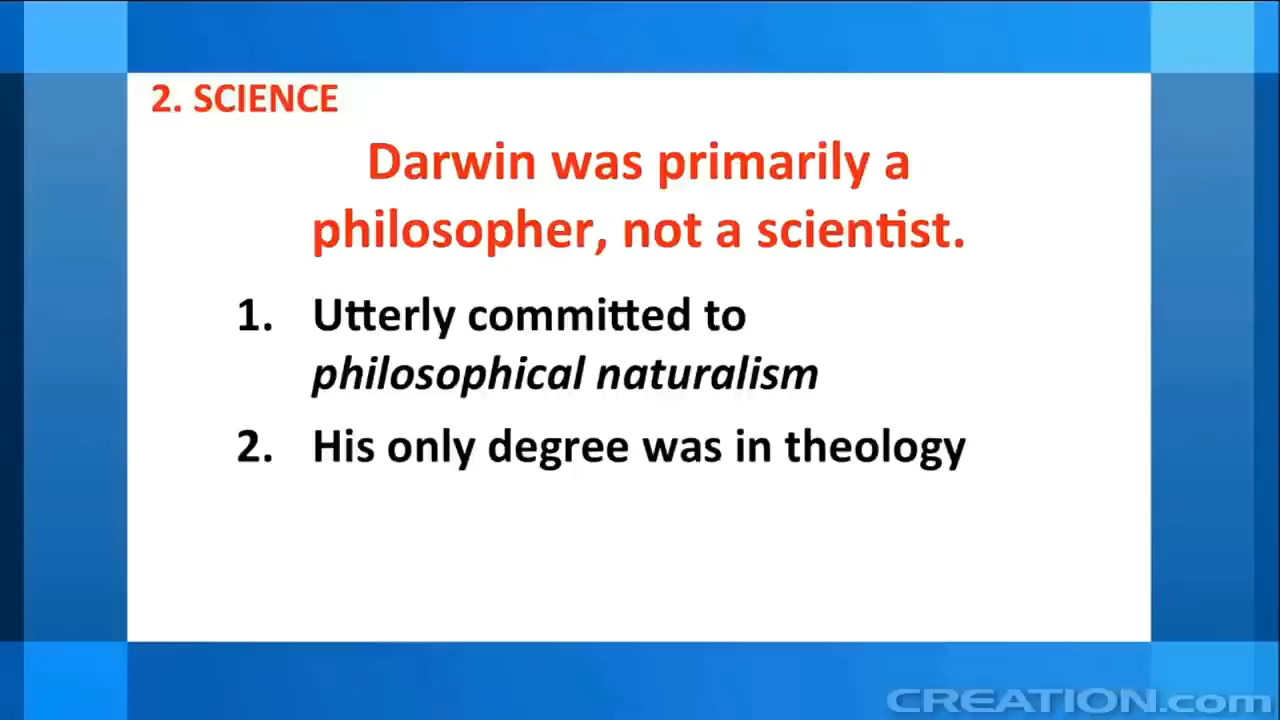 2. SCIENCE
Darwin was primarily a
philosopher, not a scientist.
1. Utterly committed to
philosophical naturalism
2. His only degree was in theology
CREATION.com